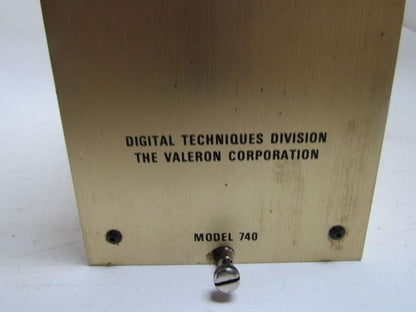 DIGITAL TECHNIQUES DIVISION
THE VALERON CORPORATION
MODEL 740